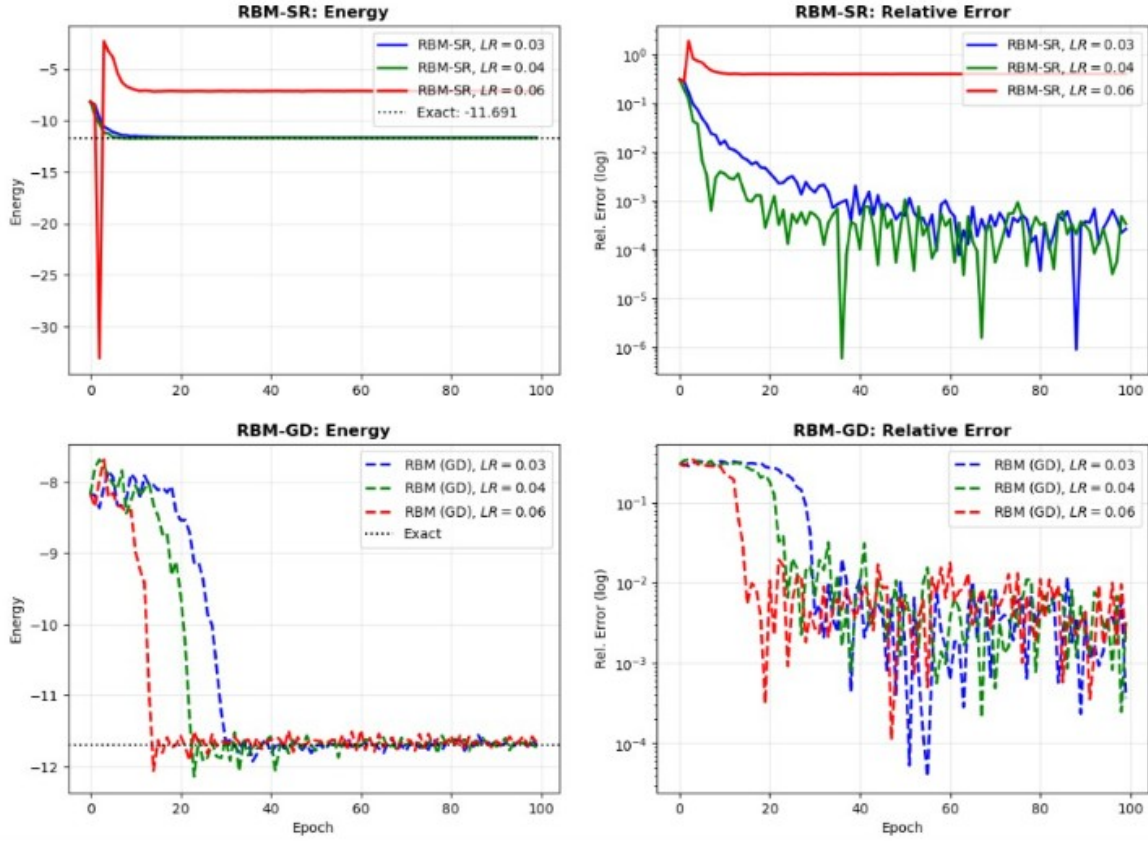 RBM-SR: Energy
RBM-SR, LR = 0.03
RBM-SR, LR = 0.04
RBM-SR, LR = 0.06
Exact: -11.691
Energy
−5
−10
−15
−20
−25
−30
0 20 40 60 80 100
RBM-SR: Relative Error
RBM-SR, LR = 0.03
RBM-SR, LR = 0.04
RBM-SR, LR = 0.06
Rel. Error (log)
10⁰
10⁻¹
10⁻²
10⁻³
10⁻⁴
10⁻⁵
10⁻⁶
0 20 40 60 80 100
RBM-GD: Energy
RBM (GD), LR = 0.03
RBM (GD), LR = 0.04
RBM (GD), LR = 0.06
Exact
Energy
−8
−9
−10
−11
−12
0 20 40 60 80 100
Epoch
RBM-GD: Relative Error
RBM (GD), LR = 0.03
RBM (GD), LR = 0.04
RBM (GD), LR = 0.06
Rel. Error (log)
10⁻¹
10⁻²
10⁻³
10⁻⁴
0 20 40 60 80 100
Epoch